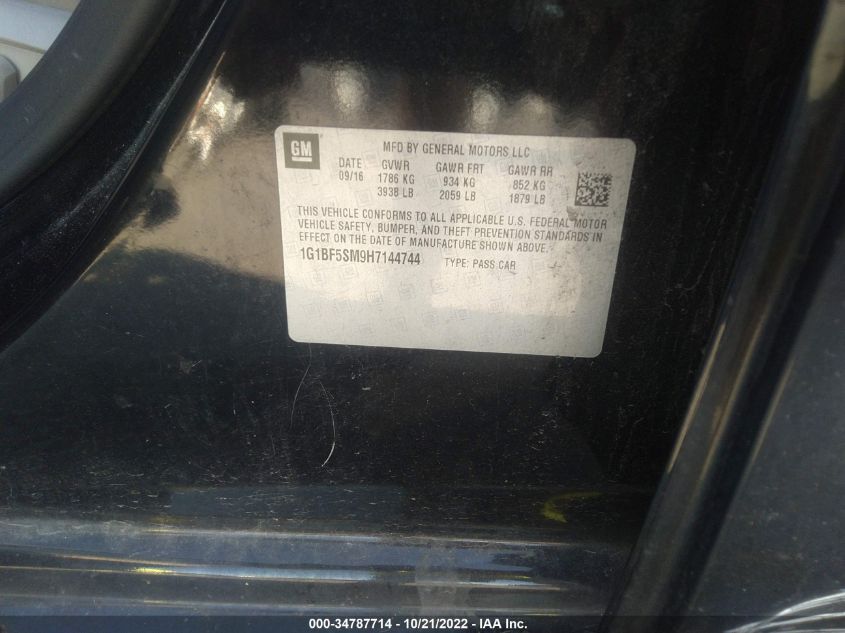 GM
MFD BY GENERAL MOTORS LLC
DATE GVWR GAWR FRT GAWR RR
09/16 1786 KG 934 KG 852 KG
3938 LB 2059 LB 1879 LB
THIS VEHICLE CONFORMS TO ALL APPLICABLE U.S. FEDERAL MOTOR
VEHICLE SAFETY, BUMPER, AND THEFT PREVENTION STANDARDS IN
EFFECT ON THE DATE OF MANUFACTURE SHOWN ABOVE.
1G1BF5SM9H7144744 TYPE: PASS CAR
000-34787714 - 10/21/2022 - IAA Inc.